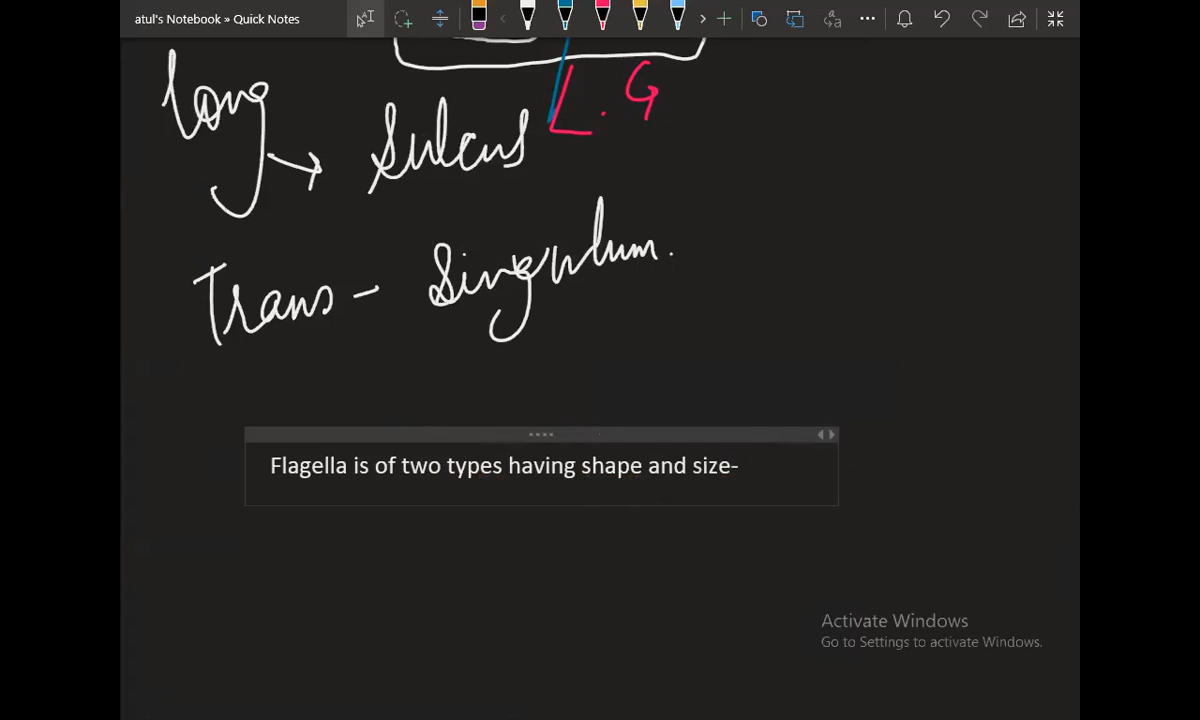 atul's Notebook » Quick Notes
L.G
long → Sulcus
Trans - Singulum.
Flagella is of two types having shape and size-
Activate Windows
Go to Settings to activate Windows.